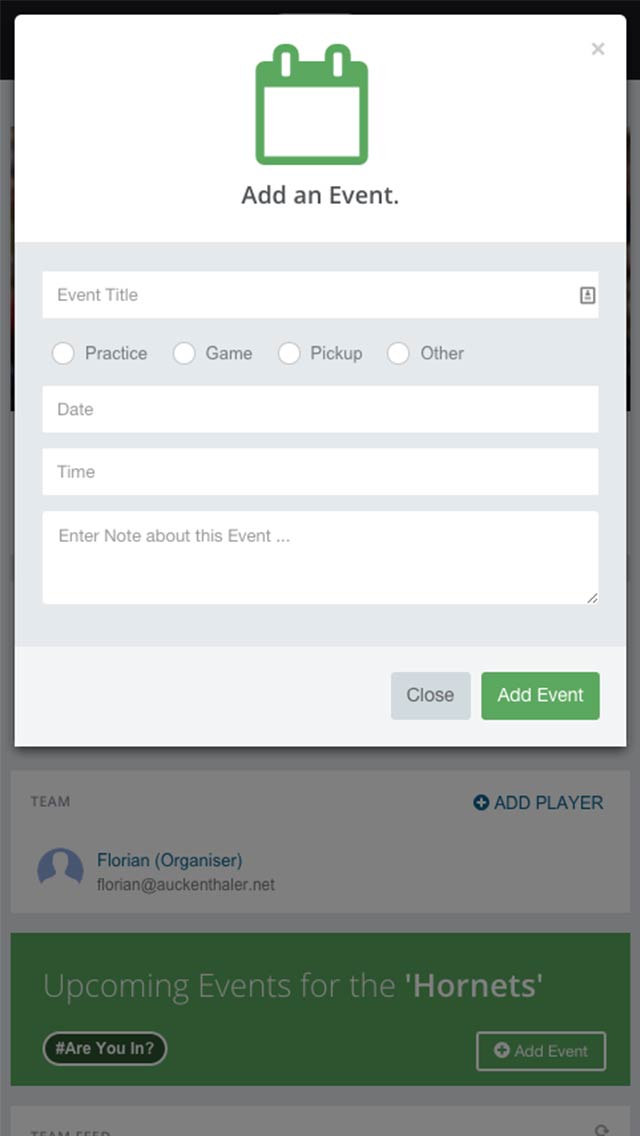 ×
Add an Event.
Event Title
Practice Game Pickup Other
Date
Time
Enter Note about this Event ...
Close Add Event
TEAM ADD PLAYER
Florian (Organiser)
florian@auckenthaler.net
Upcoming Events for the 'Hornets'
#Are You In? Add Event
TEAM FEED